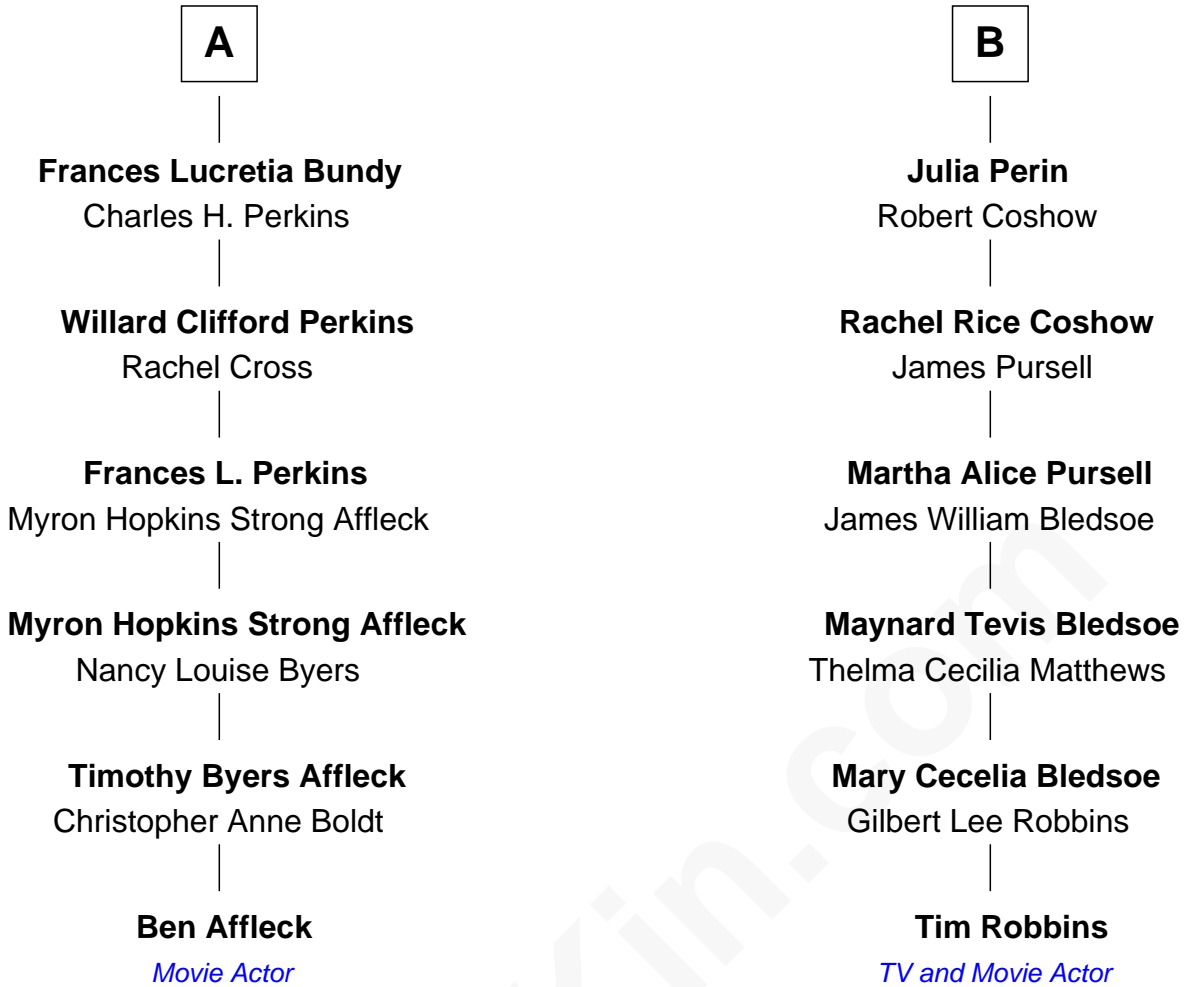 A
Frances Lucretia Bundy
Charles H. Perkins
Willard Clifford Perkins
Rachel Cross
Frances L. Perkins
Myron Hopkins Strong Affleck
Myron Hopkins Strong Affleck
Nancy Louise Byers
Timothy Byers Affleck
Christopher Anne Boldt
Ben Affleck
Movie Actor
B
Julia Perin
Robert Coshow
Rachel Rice Coshow
James Pursell
Martha Alice Pursell
James William Bledsoe
Maynard Tevis Bledsoe
Thelma Cecilia Matthews
Mary Cecelia Bledsoe
Gilbert Lee Robbins
Tim Robbins
TV and Movie Actor